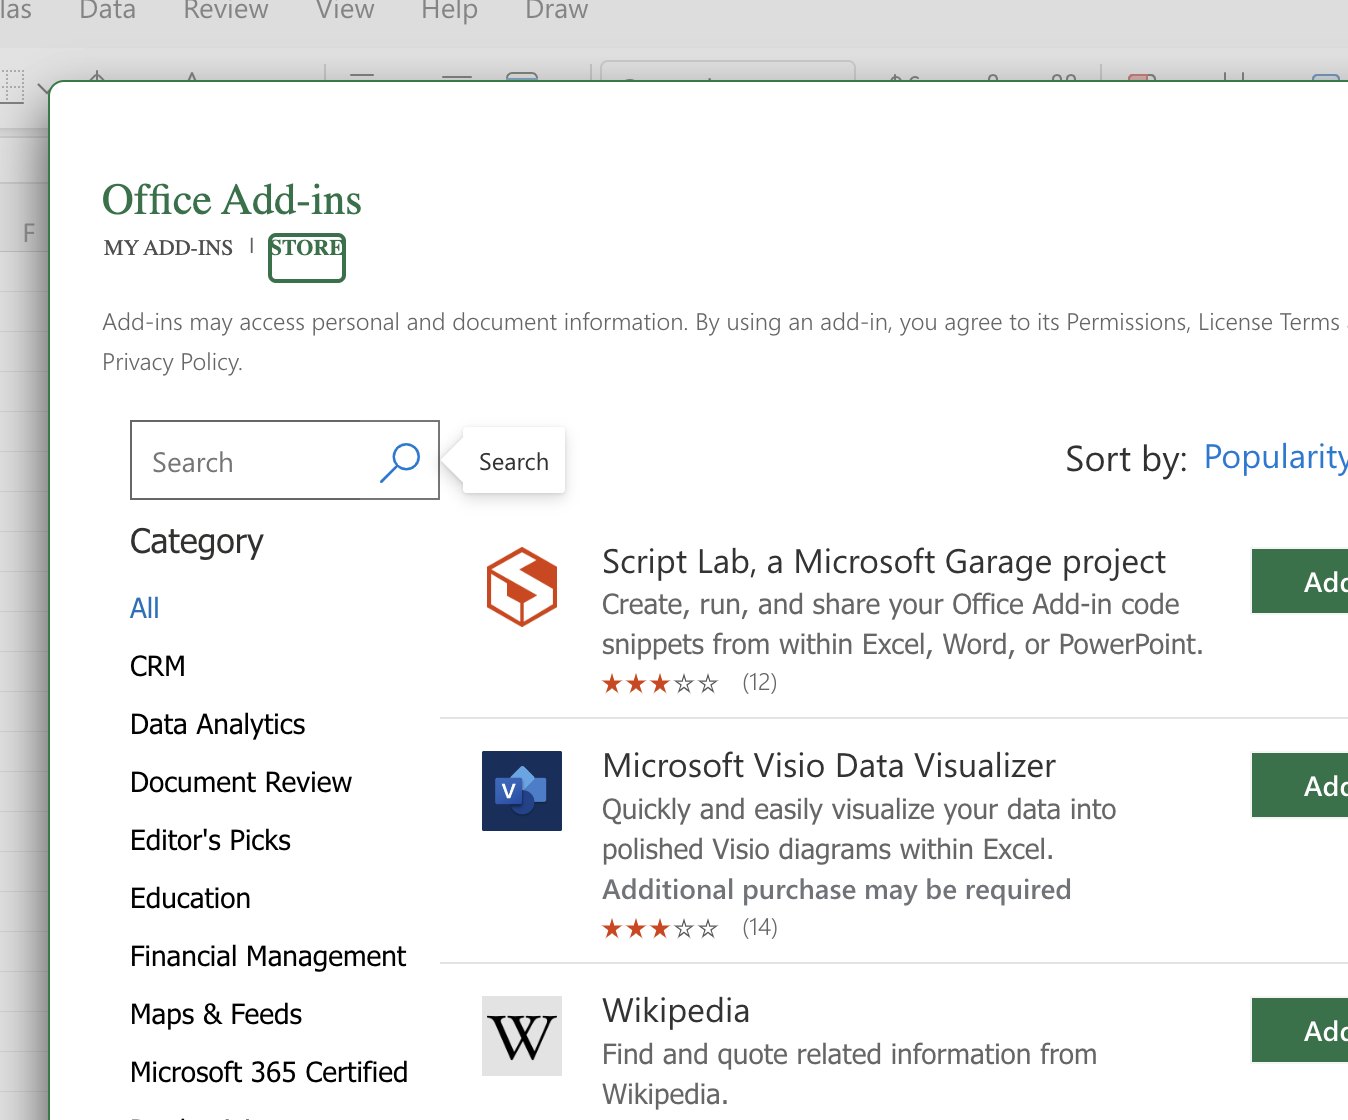 las Data Review View Help Draw
F
Office Add-ins
MY ADD-INS | STORE
Add-ins may access personal and document information. By using an add-in, you agree to its Permissions, License Terms
Privacy Policy.
Search
Search
Sort by: Popularity
Category
All
CRM
Data Analytics
Document Review
Editor's Picks
Education
Financial Management
Maps & Feeds
Microsoft 365 Certified
Script Lab, a Microsoft Garage project
Create, run, and share your Office Add-in code
snippets from within Excel, Word, or PowerPoint.
(12)
Add
Microsoft Visio Data Visualizer
Quickly and easily visualize your data into
polished Visio diagrams within Excel.
Additional purchase may be required
(14)
Add
V
Wikipedia
Find and quote related information from
Wikipedia.
Add
W